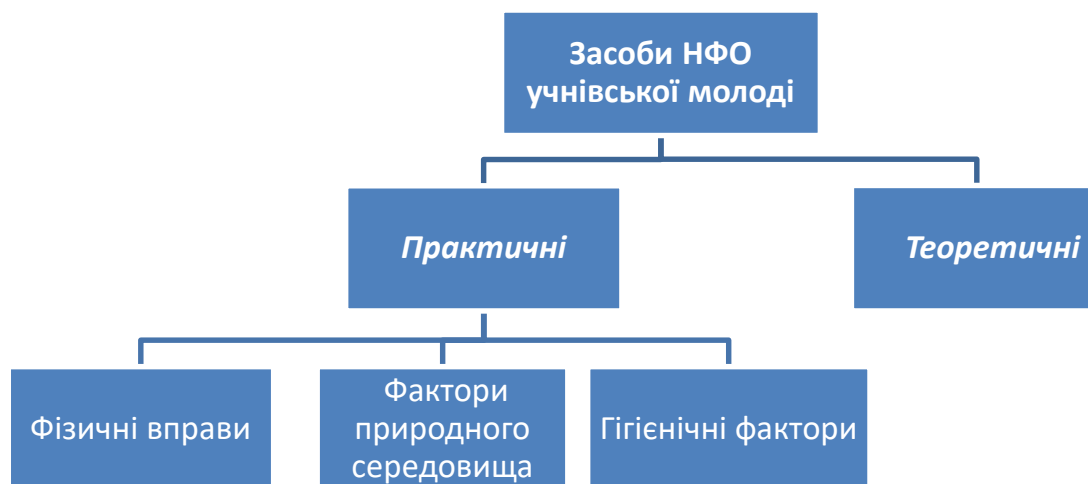 Засоби НФО
учнівської молоді
Практичні
Теоретичні
Фізичні вправи
Фактори
природного
середовища
Гігієнічні фактори